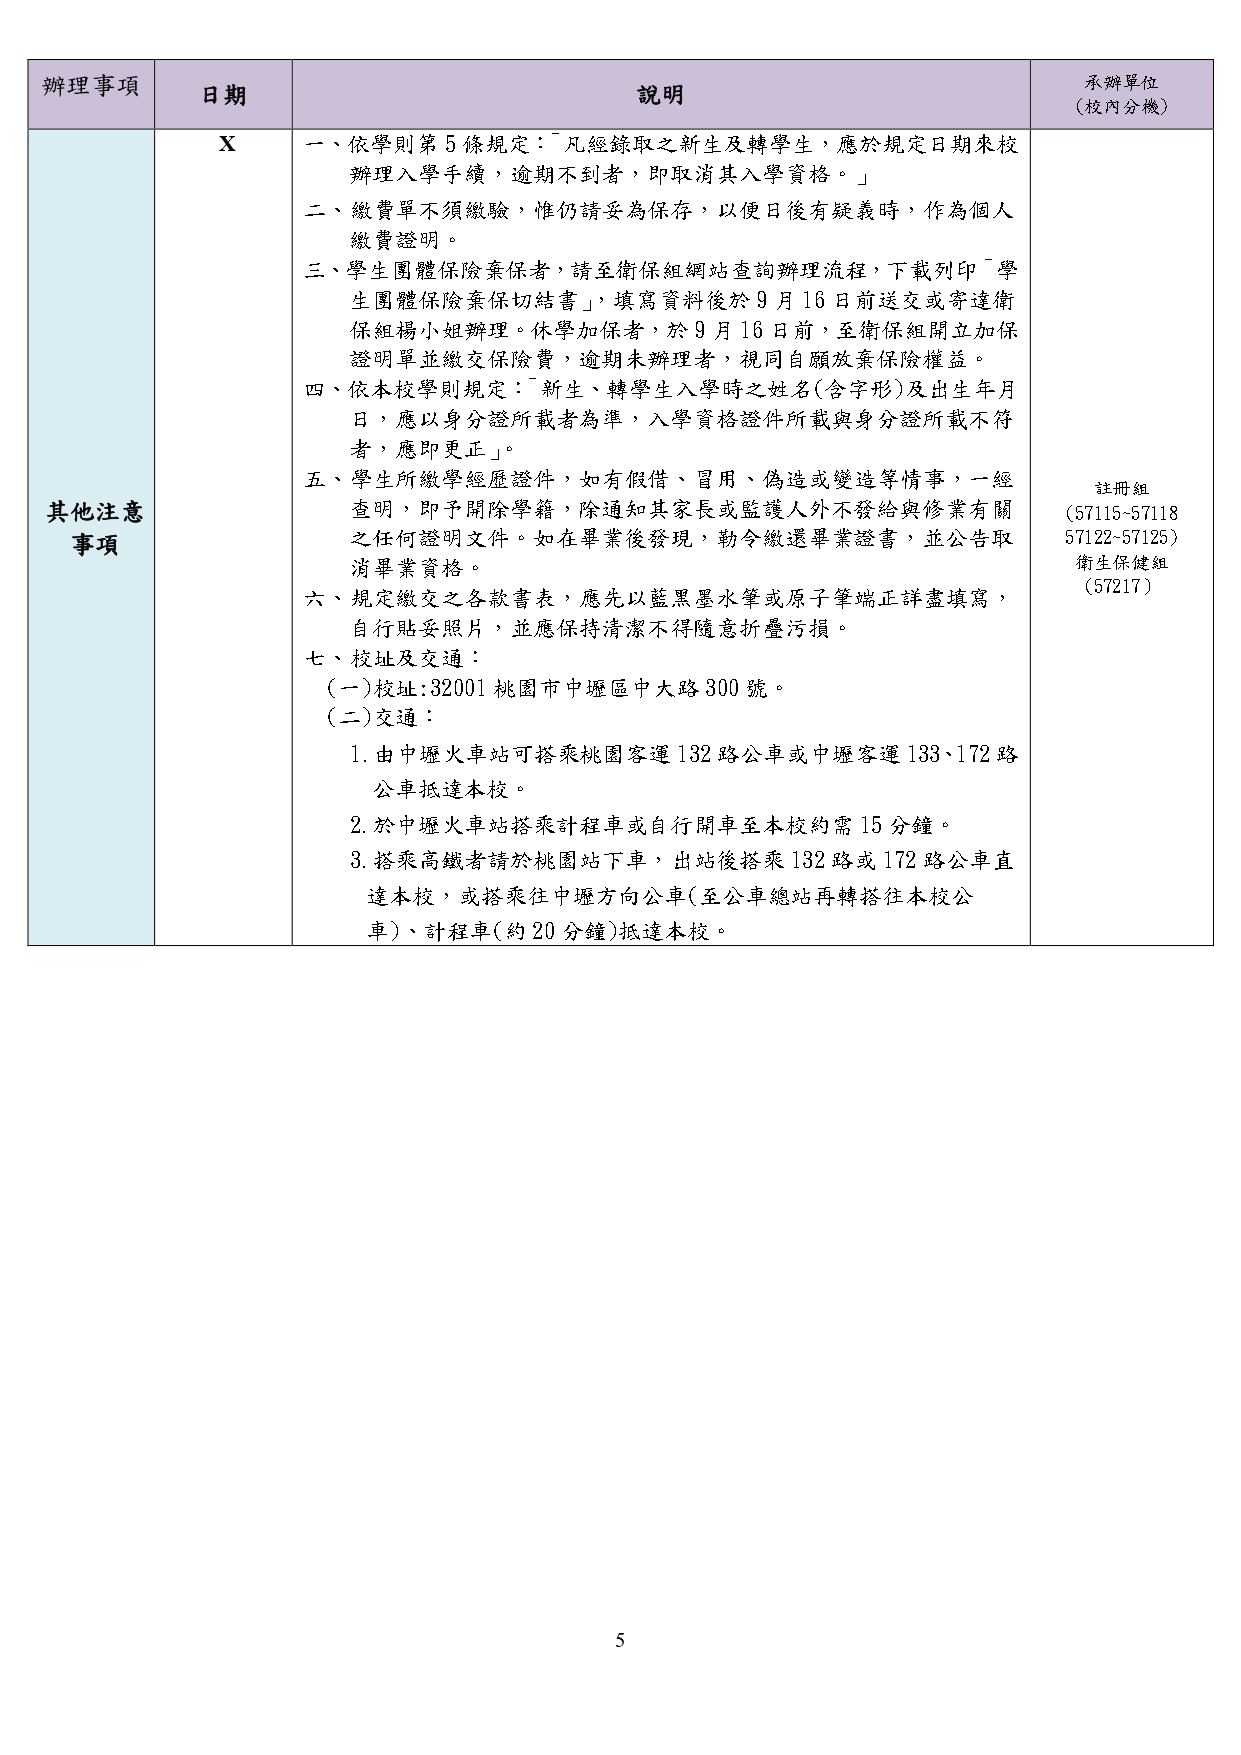 辦理事項
日期
說明
承辦單位
(校內分機)
其他注意
事項
X
一、依學則第 5 條規定：「凡經錄取之新生及轉學生，應於規定日期來校
辦理入學手續，逾期不到者，即取消其入學資格。」
二、繳費單不須繳驗，惟仍請妥為保存，以便日後有疑義時，作為個人
繳費證明。
三、學生團體保險棄保者，請至衛保組網站查詢辦理流程，下載列印「學
生團體保險棄保切結書」，填寫資料後於 9 月 16 日前送交或寄達衛
保組楊小姐辦理。休學加保者，於 9 月 16 日前，至衛保組開立加保
證明單並繳交保險費，逾期未辦理者，視同自願放棄保險權益。
四、依本校學則規定：「新生、轉學生入學時之姓名(含字形)及出生年月
日，應以身分證所載者為準，入學資格證件所載與身分證所載不符
者，應即更正」。
五、學生所繳學經歷證件，如有假借、冒用、偽造或變造等情事，一經
查明，即予開除學籍，除通知其家長或監護人外不發給與修業有關
之任何證明文件。如在畢業後發現，勒令繳還畢業證書，並公告取
消畢業資格。
六、規定繳交之各款書表，應先以藍黑墨水筆或原子筆端正詳盡填寫，
自行貼妥照片，並應保持清潔不得隨意折疊污損。
七、校址及交通：
(一)校址:32001 桃園市中壢區中大路 300 號。
(二)交通：
1. 由中壢火車站可搭乘桃園客運 132 路公車或中壢客運 133、172 路
公車抵達本校。
2. 於中壢火車站搭乘計程車或自行開車至本校約需 15 分鐘。
3. 搭乘高鐵者請於桃園站下車，出站後搭乘 132 路或 172 路公車直
達本校，或搭乘往中壢方向公車(至公車總站再轉搭往本校公
車)、計程車(約 20 分鐘)抵達本校。
註冊組
(57115~57118
57122~57125)
衛生保健組
(57217)
5